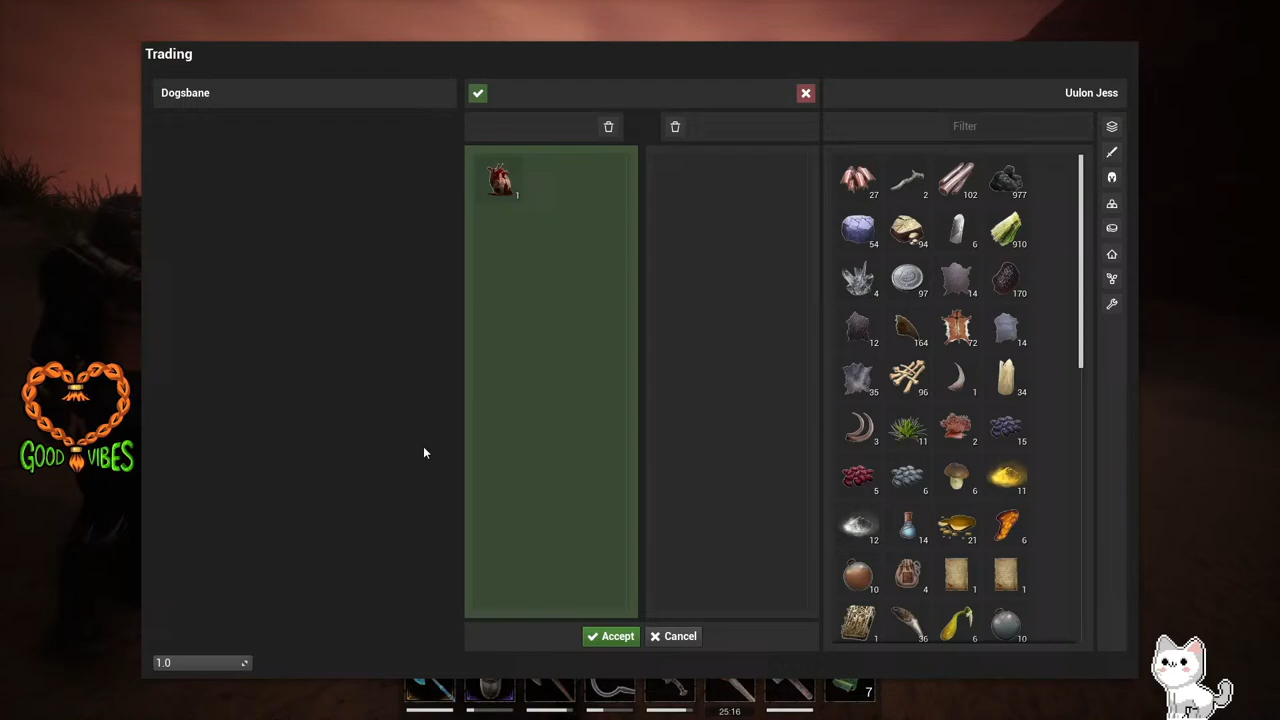 Trading
Dogsbane
Uulon Jess
Filter
1
27 2 102 977
54 94 6 910
4 97 14 170
12 164 72 14
35 96 1 34
3 11 2 15
5 6 6 11
12 14 21 6
10 4 1 1
1 36 6 10
Accept Cancel
1.0
7
25:16
GOOD VIBES